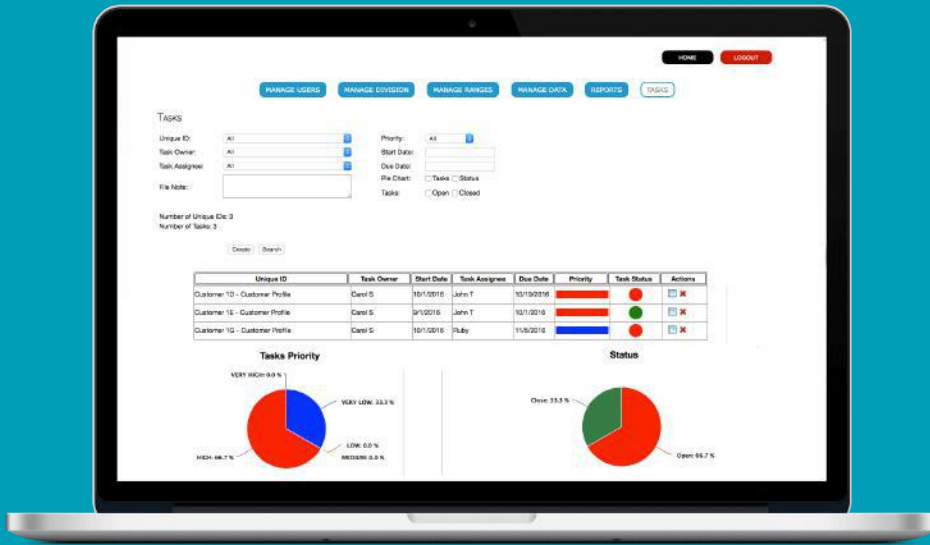 HOME LOGOUT
MANAGE USERS MANAGE DIVISION MANAGE RANGES MANAGE DATA REPORTS TASKS
TASKS
Unique ID: All Priority: All
Task Owner: All Start Date:
Task Assignee: All Due Date:
Pie Chart: Tasks Status
File Note:
Tasks: Open Closed
Number of Unique IDs: 3
Number of Tasks: 3
Create Search
Unique ID Task Owner Start Date Task Assignee Due Date Priority Task Status Actions
Customer 1D - Customer Profile Carol S 10/1/2016 John T 10/19/2016
Customer 1E - Customer Profile Carol S 9/1/2016 John T 10/1/2016
Customer 1G - Customer Profile Carol S 10/1/2016 Ruby 11/5/2016
Tasks Priority Status
VERY HIGH: 0.0 %
VERY LOW: 33.3 %
Close: 33.3 %
LOW: 0.0 %
HIGH: 66.7 % MEDIUM: 0.0 %
Open: 66.7 %